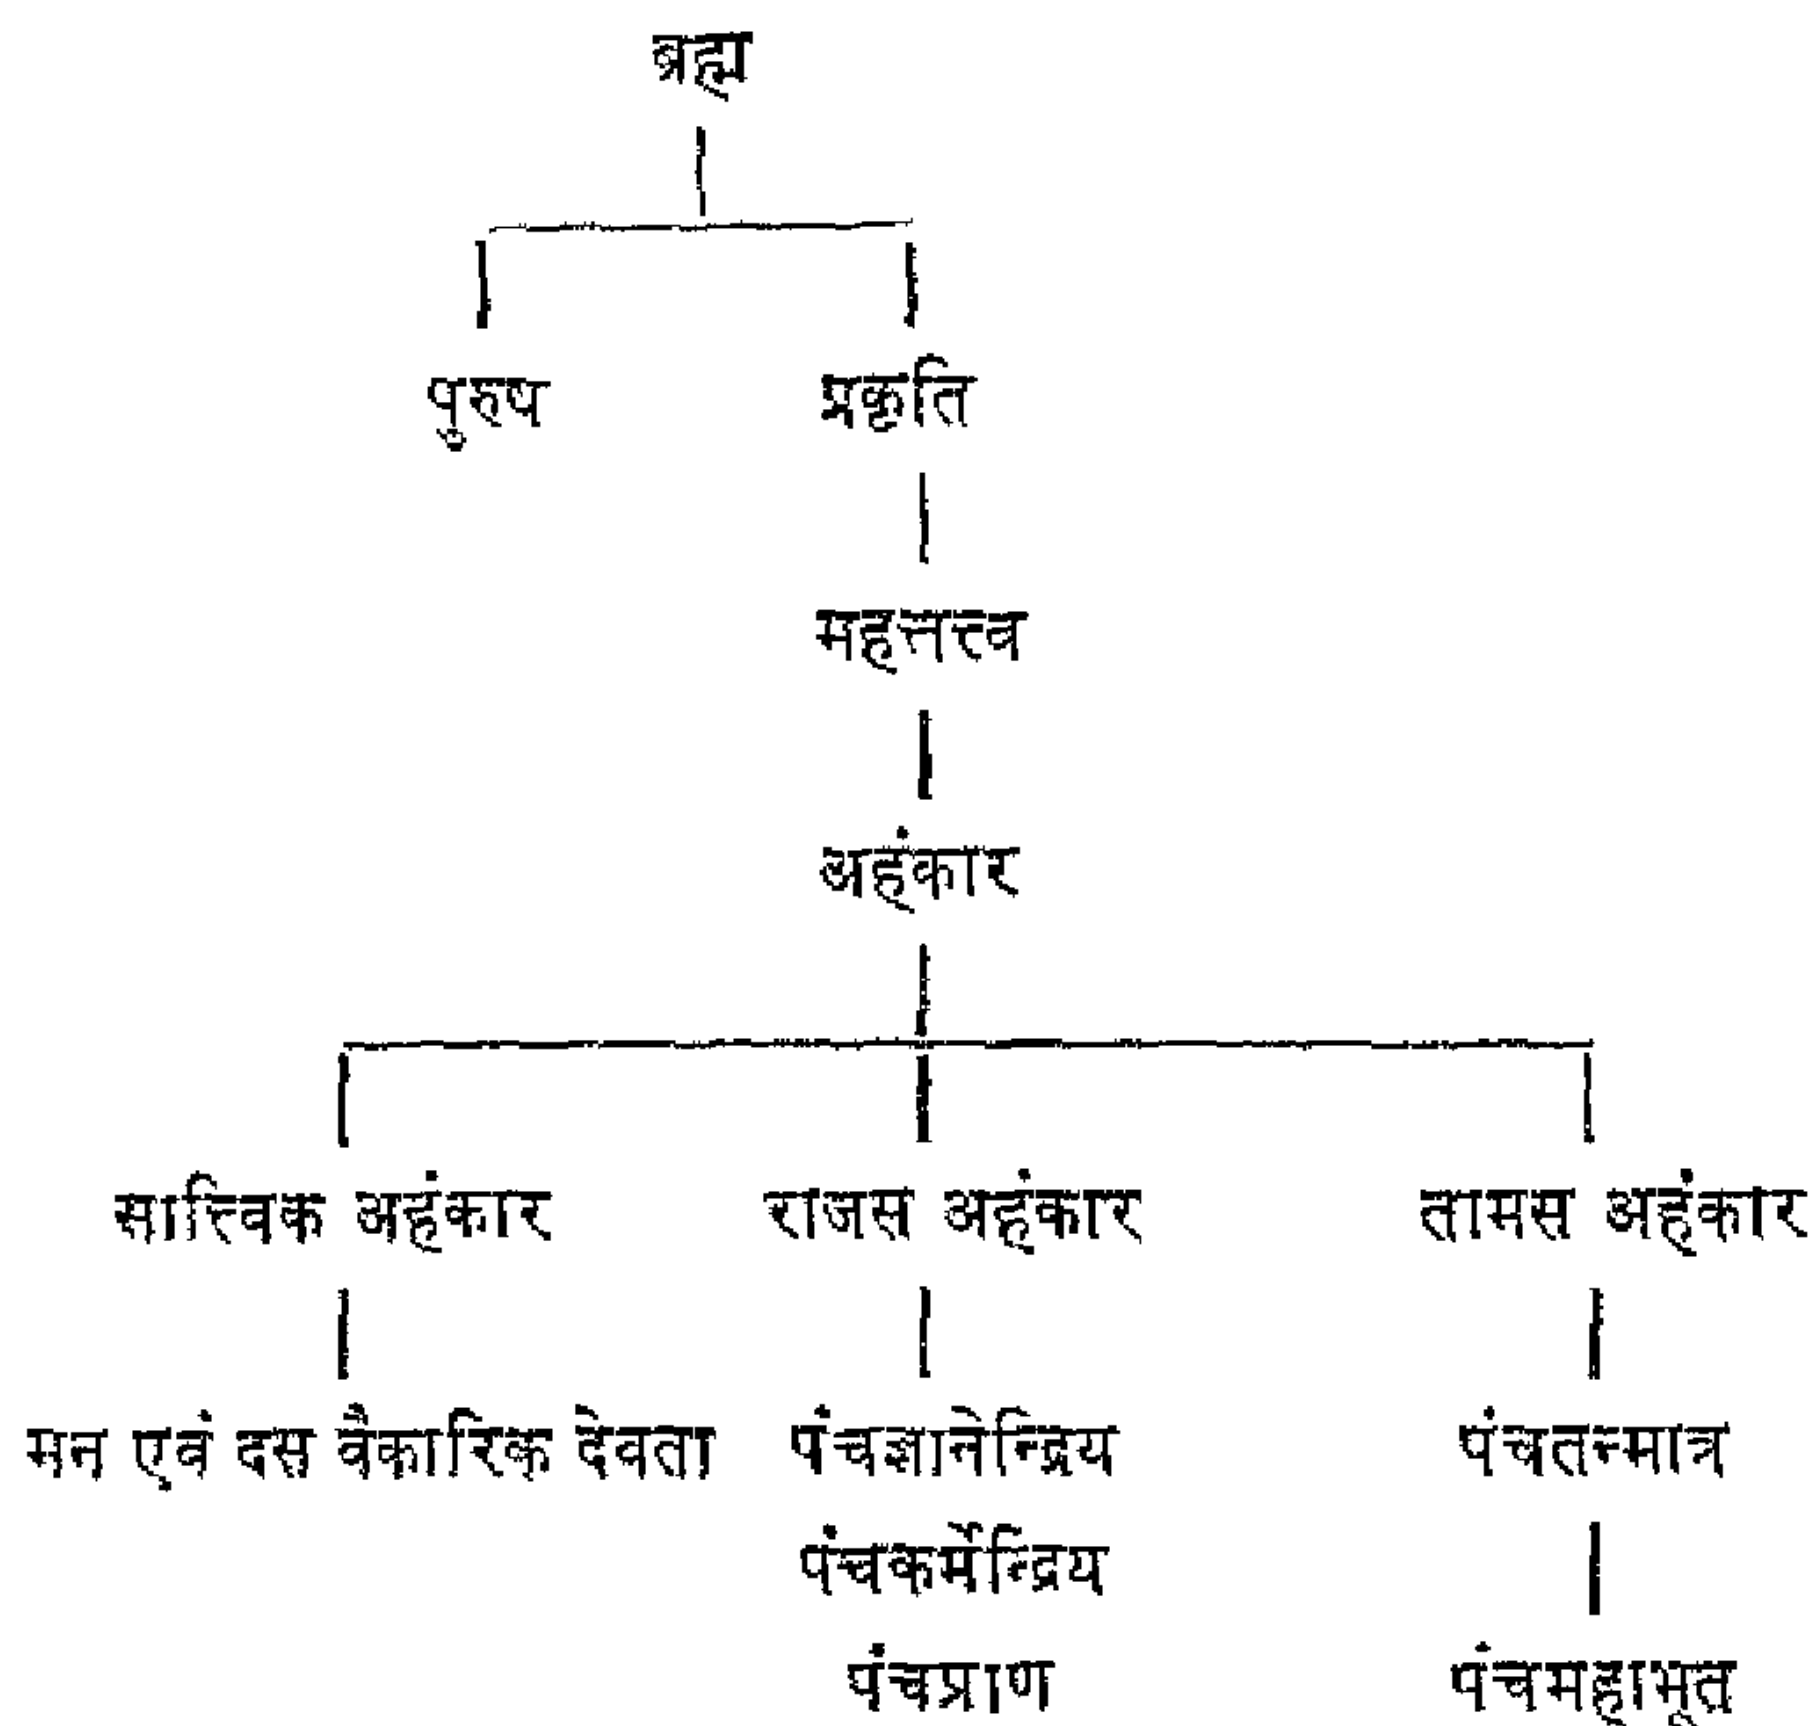 ब्रह्म
पुरुष प्रकृति
महत्तत्त्व
अहंकार
सात्त्विक अहंकार राजस अहंकार तामस अहंकार
मन एवं दस वैकारिक देवता पंचज्ञानेन्द्रिय पंचतन्मात्र
पंचकर्मेन्द्रिय
पंचप्राण पंचमहाभूत